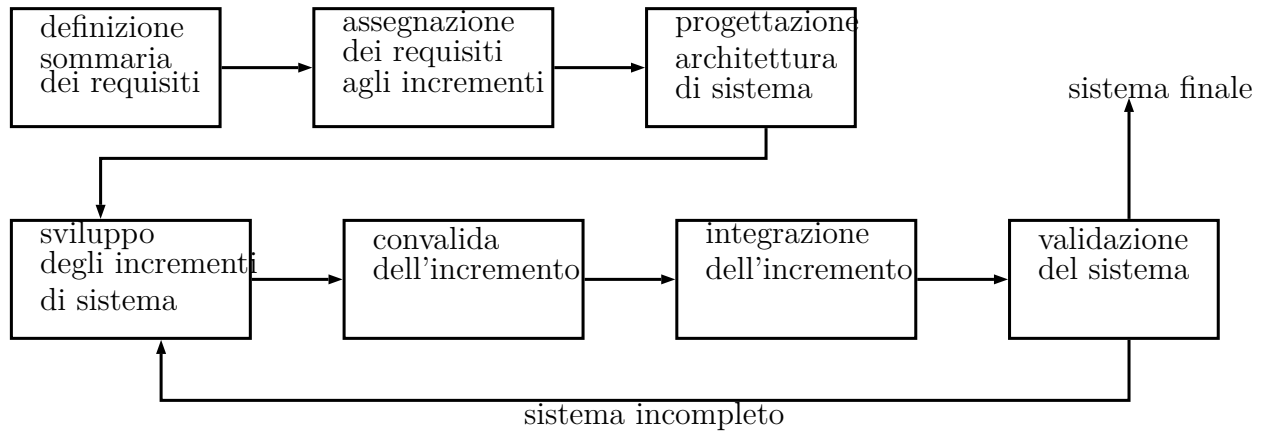 definizione
sommaria
dei requisiti
assegnazione
dei requisiti
agli incrementi
progettazione
architettura
di sistema
sistema finale
sviluppo
degli incrementi
di sistema
convalida
dell'incremento
integrazione
dell'incremento
validazione
del sistema
sistema incompleto